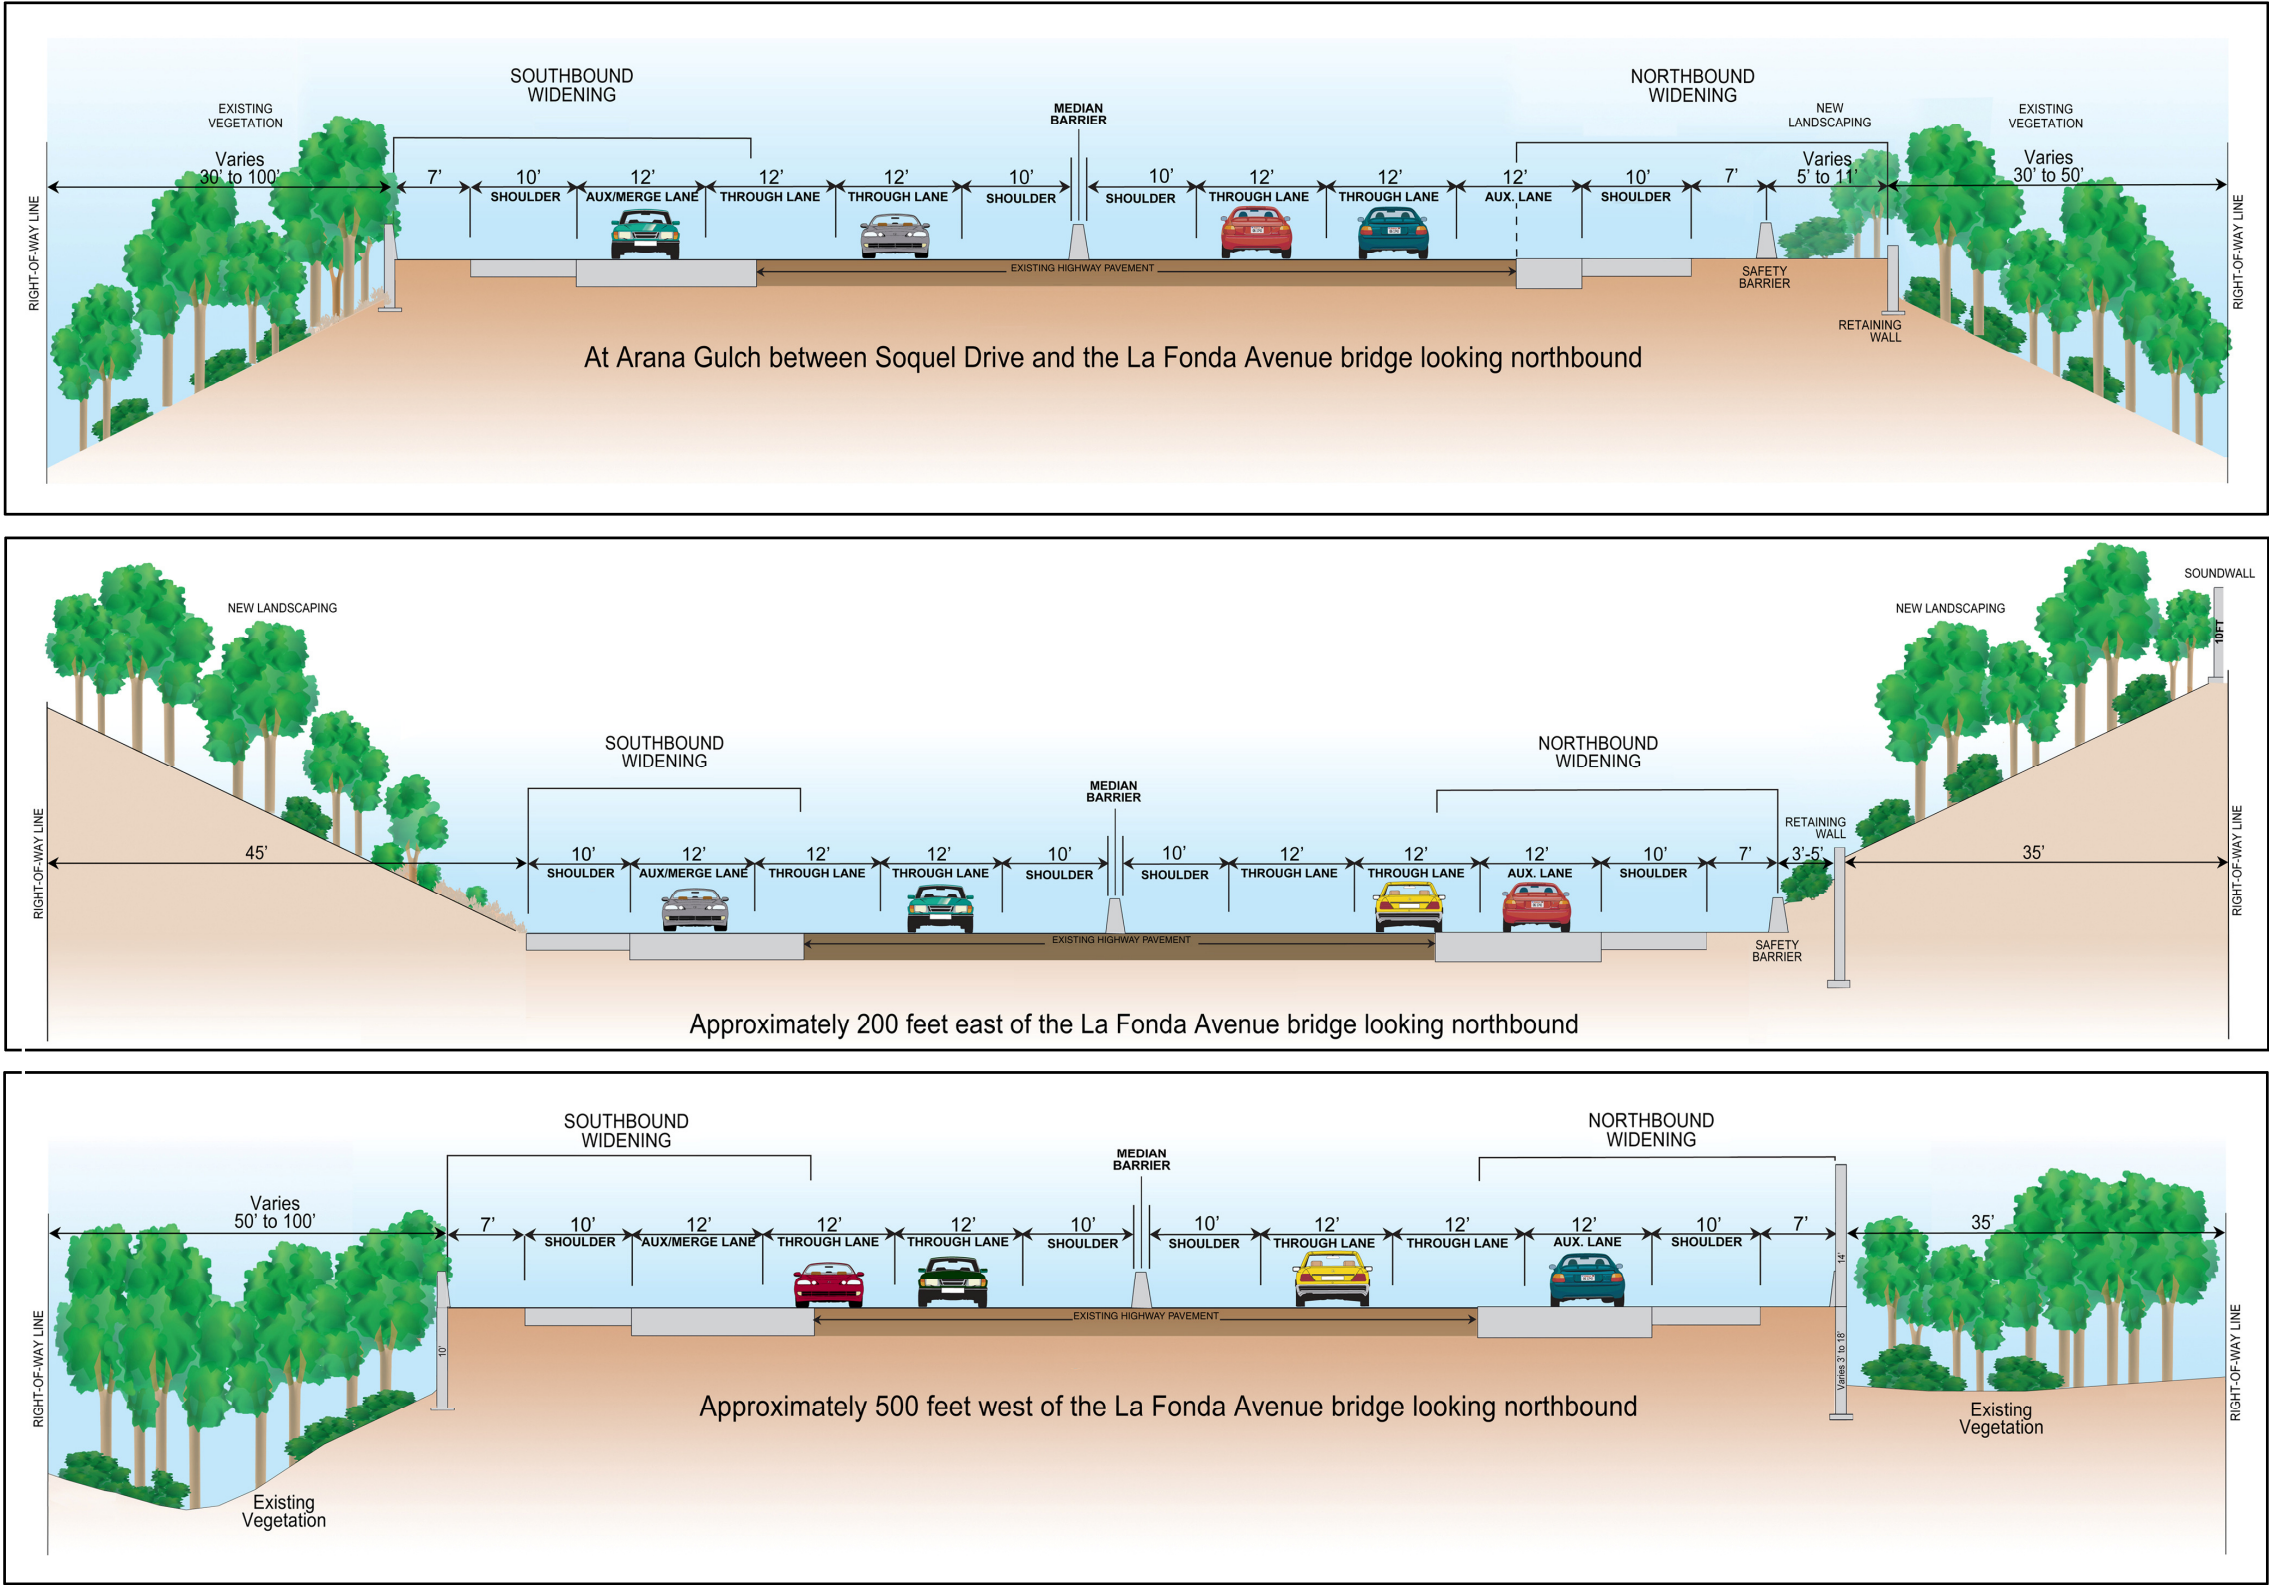 SOUTHBOUND
WIDENING
NORTHBOUND
WIDENING
EXISTING
VEGETATION
MEDIAN
BARRIER
NEW
LANDSCAPING
EXISTING
VEGETATION
Varies
30’ to 100’
7’
10’
SHOULDER
12’
AUX/MERGE LANE
12’
THROUGH LANE
12’
THROUGH LANE
10’
SHOULDER
10’
SHOULDER
12’
THROUGH LANE
12’
THROUGH LANE
12’
AUX. LANE
10’
SHOULDER
7’
Varies
5’ to 11’
Varies
30’ to 50’
RIGHT-OF-WAY LINE
RIGHT-OF-WAY LINE
EXISTING HIGHWAY PAVEMENT
SAFETY
BARRIER
RETAINING
WALL
At Arana Gulch between Soquel Drive and the La Fonda Avenue bridge looking northbound
SOUNDWALL
10FT
NEW LANDSCAPING
NEW LANDSCAPING
SOUTHBOUND
WIDENING
NORTHBOUND
WIDENING
MEDIAN
BARRIER
RETAINING
WALL
45’
10’
SHOULDER
12’
AUX/MERGE LANE
12’
THROUGH LANE
12’
THROUGH LANE
10’
SHOULDER
10’
SHOULDER
12’
THROUGH LANE
12’
THROUGH LANE
12’
AUX. LANE
10’
SHOULDER
7’
3’-5’
35’
RIGHT-OF-WAY LINE
RIGHT-OF-WAY LINE
EXISTING HIGHWAY PAVEMENT
SAFETY
BARRIER
Approximately 200 feet east of the La Fonda Avenue bridge looking northbound
SOUTHBOUND
WIDENING
NORTHBOUND
WIDENING
MEDIAN
BARRIER
Varies
50’ to 100’
7’
10’
SHOULDER
12’
AUX/MERGE LANE
12’
THROUGH LANE
12’
THROUGH LANE
10’
SHOULDER
10’
SHOULDER
12’
THROUGH LANE
12’
THROUGH LANE
12’
AUX. LANE
10’
SHOULDER
7’
35’
14’
RIGHT-OF-WAY LINE
RIGHT-OF-WAY LINE
EXISTING HIGHWAY PAVEMENT
10’
Varies 3’ to 18’
Approximately 500 feet west of the La Fonda Avenue bridge looking northbound
Existing
Vegetation
Existing
Vegetation